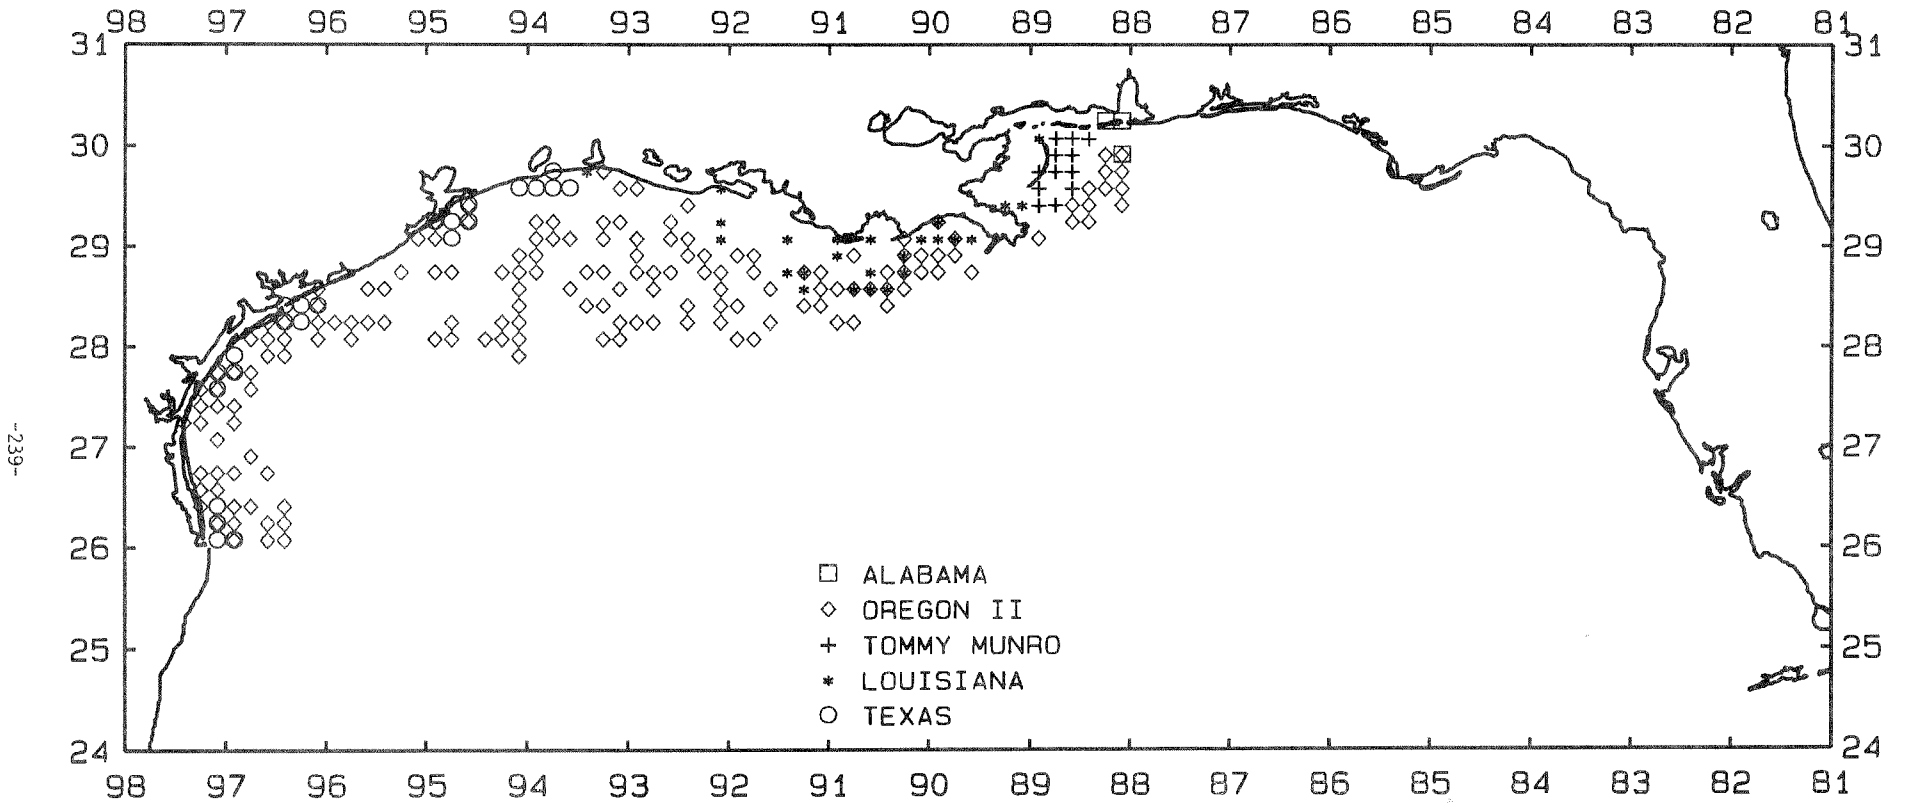 98 97 96 95 94 93 92 91 90 89 88 87 86 85 84 83 82 81
31 31
30 30
29 29
28 28
27 27
26 26
25 25
24 24
ALABAMA
OREGON II
TOMMY MUNRO
LOUISIANA
TEXAS
98 97 96 95 94 93 92 91 90 89 88 87 86 85 84 83 82 81
-239-